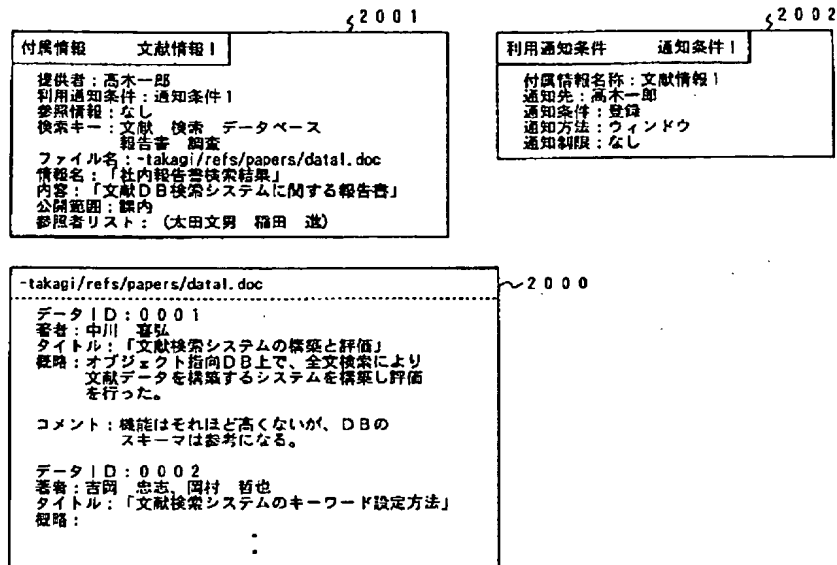 2001
付属情報 文献情報1
提供者：高木一郎
利用通知条件：通知条件1
参照情報：なし
検索キー：文献 検索 データベース
報告書 調査
ファイル名：~takagi/refs/papers/data1.doc
情報名：「社内報告書検索結果」
内容：「文献DB検索システムに関する報告書」
公開範囲：課内
参照者リスト：（太田文男 稲田 進）
2002
利用通知条件 通知条件1
付属情報名称：文献情報1
通知先：高木一郎
通知条件：登録
通知方法：ウィンドウ
通知制限：なし
~takagi/refs/papers/data1.doc
2000
データID：0001
著者：中川 喜弘
タイトル：「文献検索システムの構築と評価」
概略：オブジェクト指向DB上で、全文検索により
文献データを構築するシステムを構築し評価
を行った。
コメント：機能はそれほど高くないが、DBの
スキーマは参考になる。
データID：0002
著者：吉岡 忠志、岡村 哲也
タイトル：「文献検索システムのキーワード設定方法」
概略：